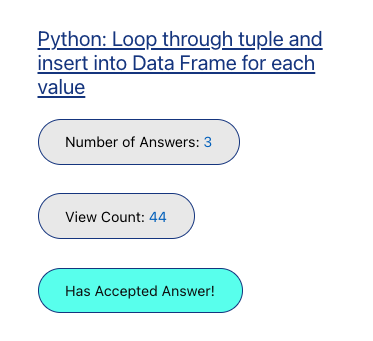 Python: Loop through tuple and
insert into Data Frame for each
value
Number of Answers: 3
View Count: 44
Has Accepted Answer!